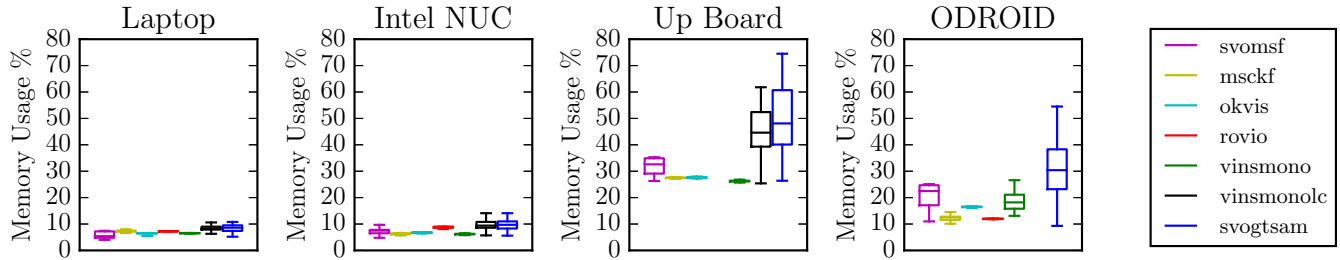 Laptop
Memory Usage %
80
70
60
50
40
30
20
10
0
Intel NUC
Memory Usage %
80
70
60
50
40
30
20
10
0
Up Board
Memory Usage %
80
70
60
50
40
30
20
10
0
ODROID
Memory Usage %
80
70
60
50
40
30
20
10
0
svomsf
msckf
okvis
rovio
vinsmono
vinsmonolc
svogtsam